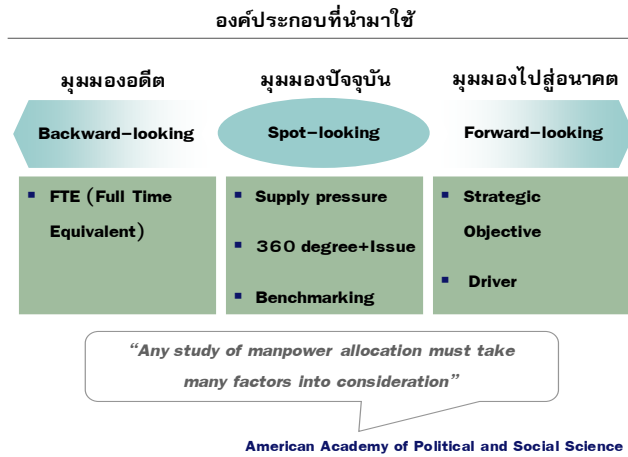 องค์ประกอบที่นำมาใช้
มุมมองอดีต
มุมมองปัจจุบัน
มุมมองไปสู่อนาคต
Backward-looking
Spot-looking
Forward-looking
▪ FTE (Full Time
Equivalent)
▪ Supply pressure
▪ 360 degree+Issue
▪ Benchmarking
▪ Strategic
Objective
▪ Driver
“Any study of manpower allocation must take
many factors into consideration”
American Academy of Political and Social Science